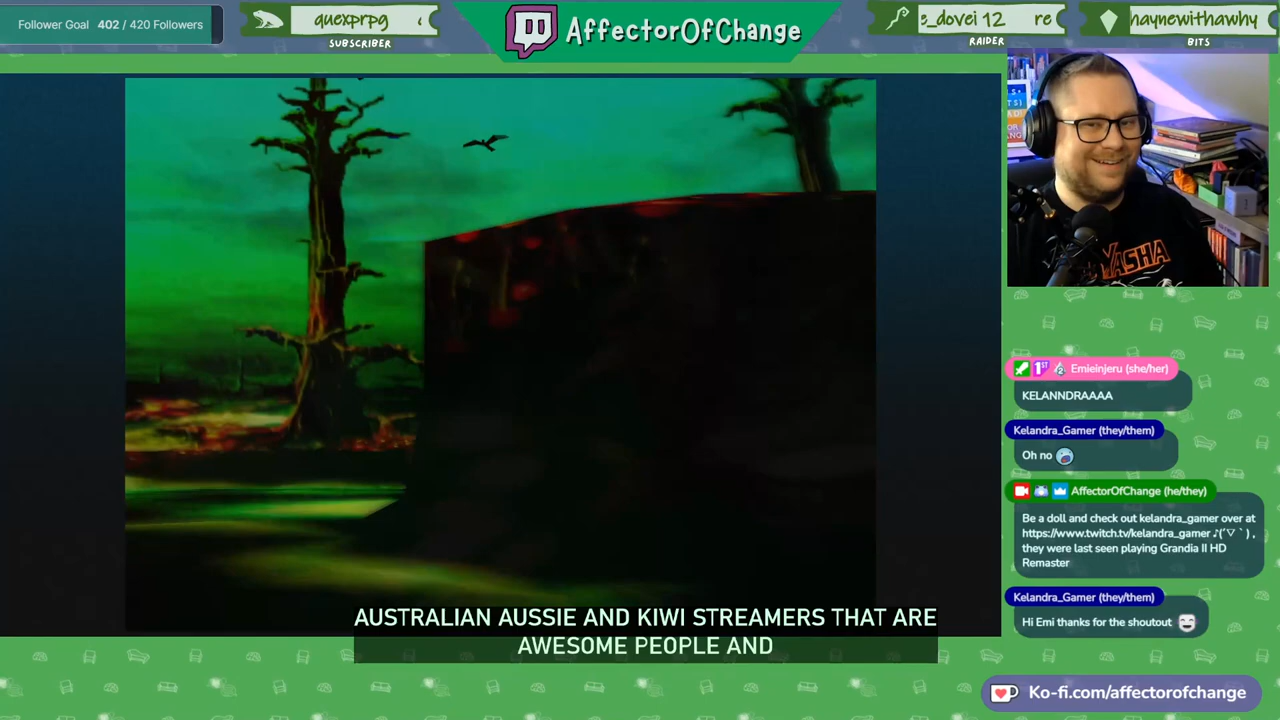 Follower Goal 402 / 420 Followers
quexprpg
SUBSCRIBER
AffectorOfChange
e_dovei 12 re
RAIDER
haynewithawhy
BITS
YASHA
1ST Emieinjeru (she/her)
KELANNDRAAAA
Kelandra_Gamer (they/them)
Oh no
AffectorOfChange (he/they)
Be a doll and check out kelandra_gamer over at
https://www.twitch.tv/kelandra_gamer ♪(´▽｀) ,
they were last seen playing Grandia II HD
Remaster
Kelandra_Gamer (they/them)
Hi Emi thanks for the shoutout
AUSTRALIAN AUSSIE AND KIWI STREAMERS THAT ARE
AWESOME PEOPLE AND
Ko-fi.com/affectorofchange